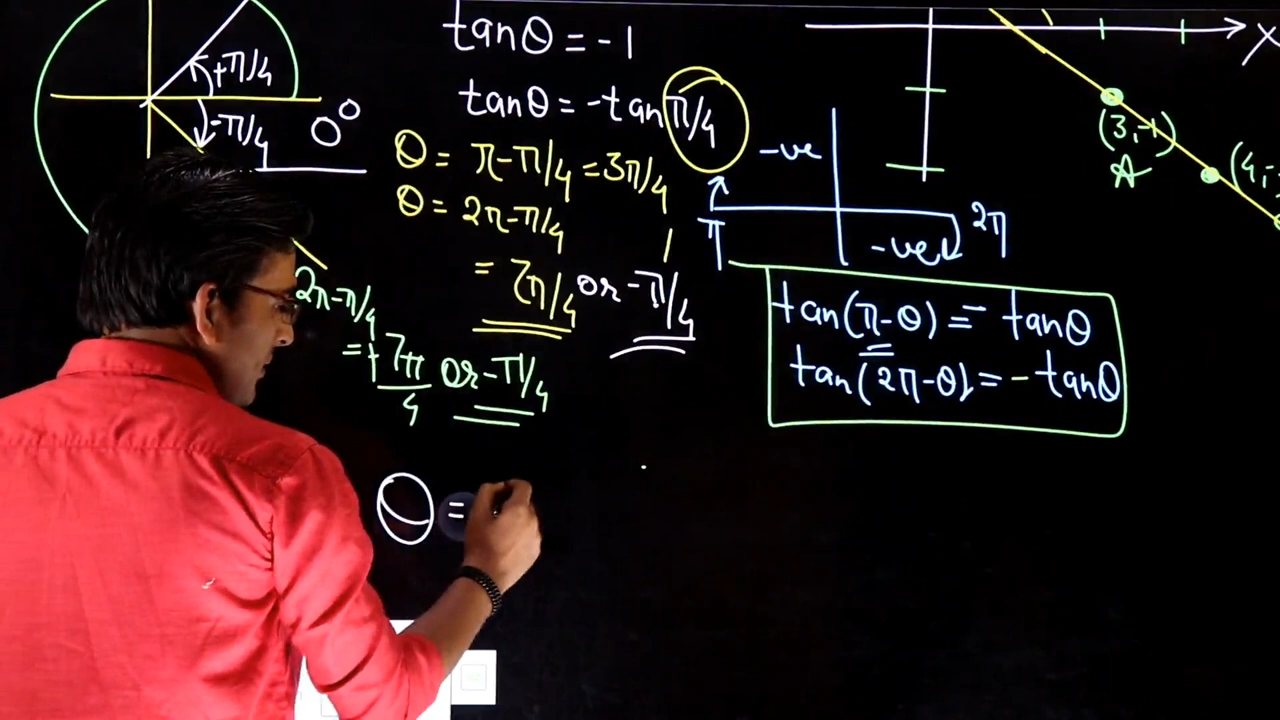 +π/4
-π/4
0°
tanθ = -1
tanθ = -tan π/4
θ = π-π/4 = 3π/4
θ = 2π-π/4
= 7π/4 or -π/4
2π-π/4
= +7π/4 or -π/4
θ =
-ve
π
2π
-ve
tan(π-θ) = - tanθ
tan(2π-θ) = - tanθ
X
(3,-1)
A
(4,-